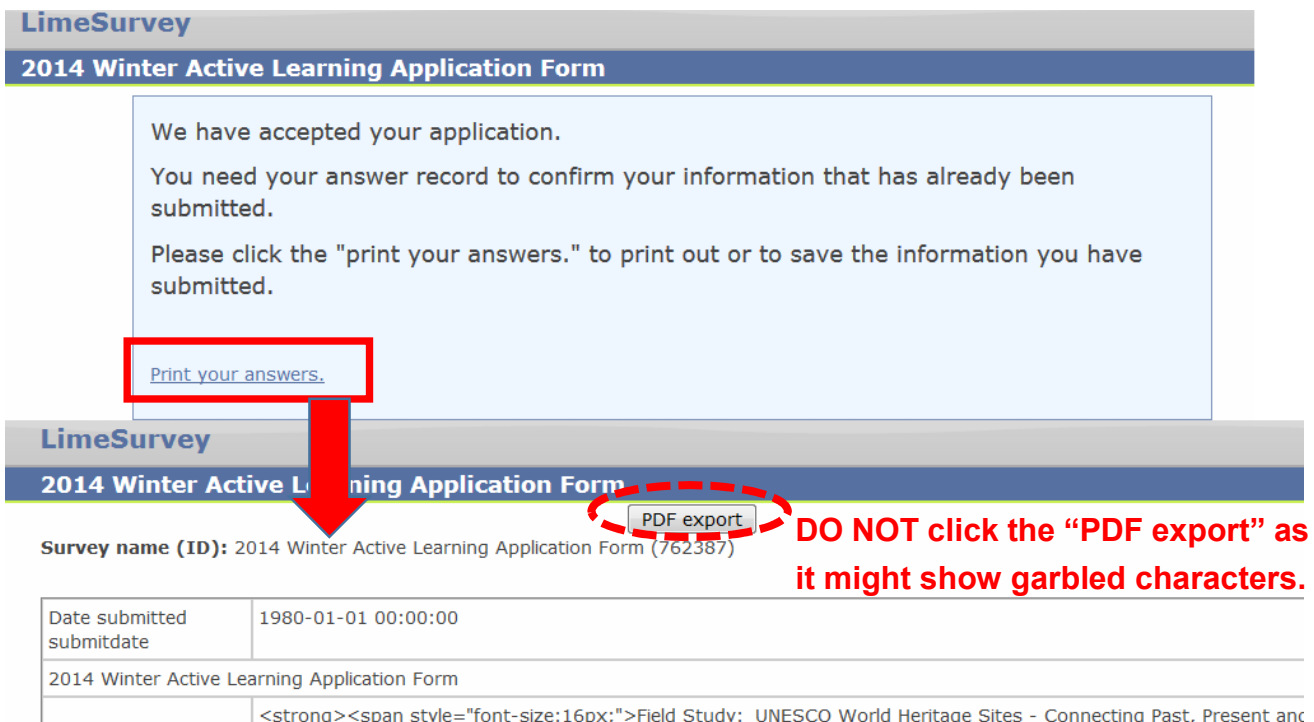 LimeSurvey
2014 Winter Active Learning Application Form
We have accepted your application.
You need your answer record to confirm your information that has already been
submitted.
Please click the "print your answers." to print out or to save the information you have
submitted.
Print your answers.
LimeSurvey
2014 Winter Active L ning Application Form
PDF export
DO NOT click the “PDF export” as
it might show garbled characters.
Survey name (ID): 2014 Winter Active Learning Application Form (762387)
Date submitted
submitdate
1980-01-01 00:00:00
2014 Winter Active Learning Application Form
<strong><span style="font-size:16px;">Field Study: UNESCO World Heritage Sites - Connecting Past, Present and